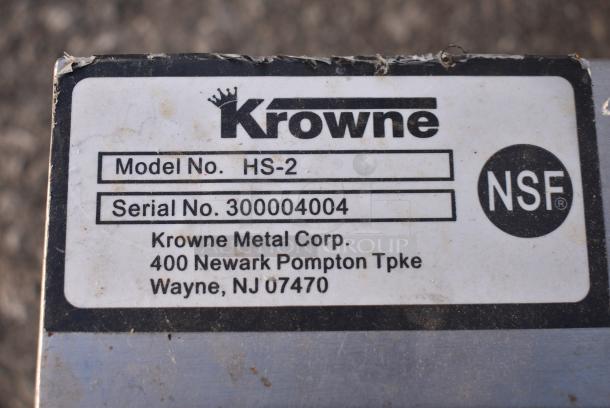 Krowne
Model No. HS-2
Serial No. 300004004
NSF®
Krowne Metal Corp.
400 Newark Pompton Tpke
Wayne, NJ 07470
GROUP